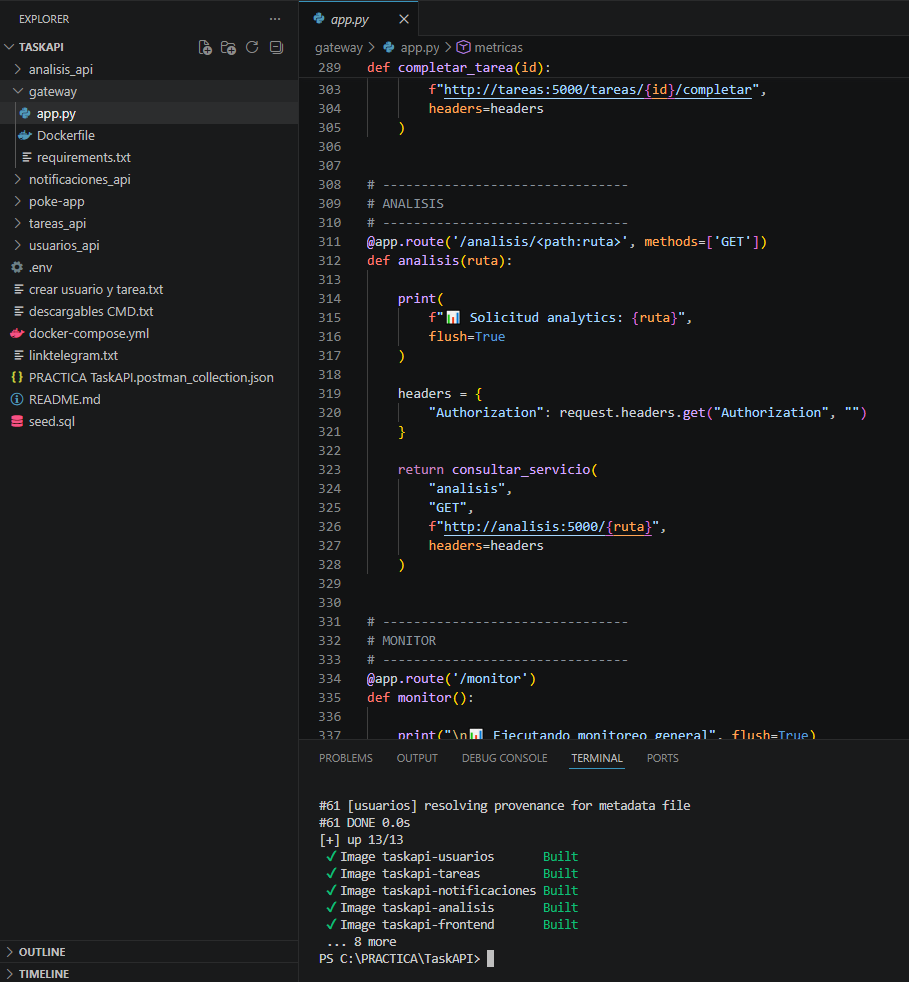 EXPLORER
TASKAPI
analisis_api
gateway
app.py
Dockerfile
requirements.txt
notificaciones_api
poke-app
tareas_api
usuarios_api
.env
crear usuario y tarea.txt
descargables CMD.txt
docker-compose.yml
linktelegram.txt
PRACTICA TaskAPI.postman_collection.json
README.md
seed.sql
OUTLINE
TIMELINE
app.py
gateway > app.py > metricas
289 def completar_tarea(id):
303 f"http://tareas:5000/tareas/{id}/completar",
304 headers=headers
305 )
306
307
308 # --------------------------------
309 # ANALISIS
310 # --------------------------------
311 @app.route('/analisis/<path:ruta>', methods=['GET'])
312 def analisis(ruta):
313
314 print(
315 f"📊 Solicitud analytics: {ruta}",
316 flush=True
317 )
318
319 headers = {
320 "Authorization": request.headers.get("Authorization", "")
321 }
322
323 return consultar_servicio(
324 "analisis",
325 "GET",
326 f"http://analisis:5000/{ruta}",
327 headers=headers
328 )
329
330
331 # --------------------------------
332 # MONITOR
333 # --------------------------------
334 @app.route('/monitor')
335 def monitor():
336
337 print("\n📊 Ejecutando monitoreo general", flush=True)
PROBLEMS OUTPUT DEBUG CONSOLE TERMINAL PORTS
#61 [usuarios] resolving provenance for metadata file
#61 DONE 0.0s
[+] up 13/13
✓ Image taskapi-usuarios Built
✓ Image taskapi-tareas Built
✓ Image taskapi-notificaciones Built
✓ Image taskapi-analisis Built
✓ Image taskapi-frontend Built
... 8 more
PS C:\PRACTICA\TaskAPI>